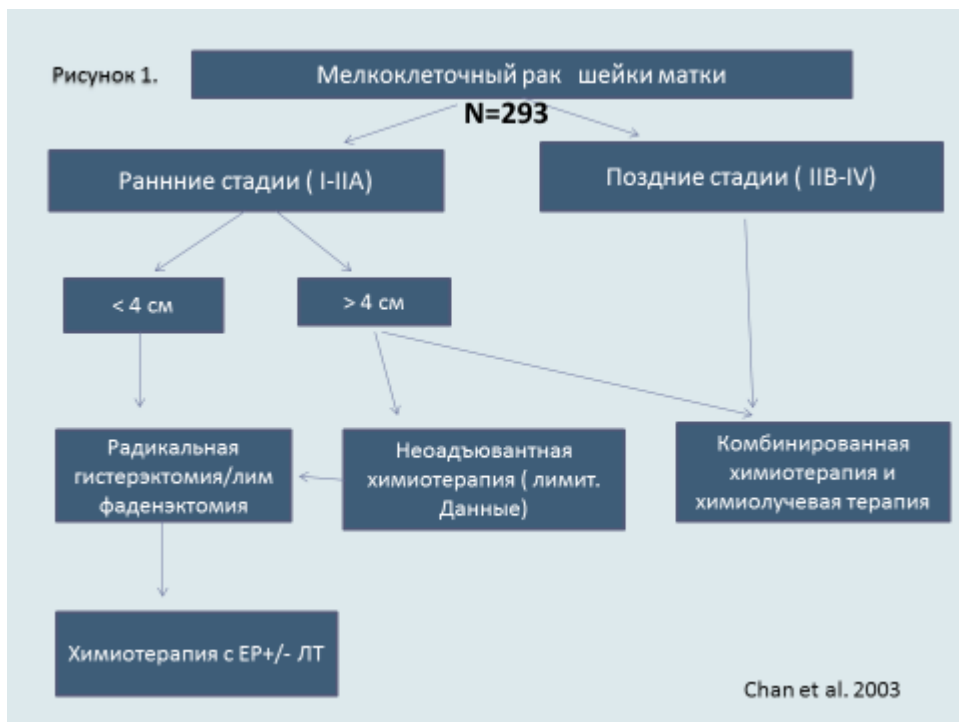 Рисунок 1.
Мелкоклеточный рак шейки матки
N=293
Раннние стадии ( I-IIA)
Поздние стадии ( IIB-IV)
< 4 см
> 4 см
Радикальная
гистерэктомия/лим
фаденэктомия
Неоадъювантная
химиотерапия ( лимит.
Данные)
Комбинированная
химиотерапия и
химиолучевая терапия
Химиотерапия с EP+/- ЛТ
Chan et al. 2003